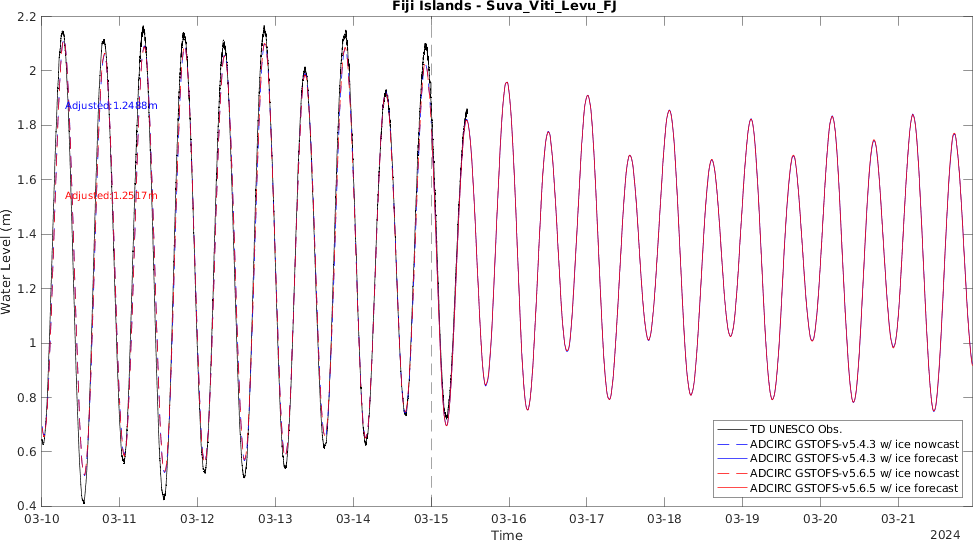 Fiji Islands - Suva_Viti_Levu_FJ
2.2
2
1.8
1.6
1.4
1.2
1
0.8
0.6
0.4
Water Level (m)
Adjusted:1.2488m
Adjusted:1.2517m
TD UNESCO Obs.
ADCIRC GSTOFS-v5.4.3 w/ ice nowcast
ADCIRC GSTOFS-v5.4.3 w/ ice forecast
ADCIRC GSTOFS-v5.6.5 w/ ice nowcast
ADCIRC GSTOFS-v5.6.5 w/ ice forecast
03-10 03-11 03-12 03-13 03-14 03-15 03-16 03-17 03-18 03-19 03-20 03-21
Time
2024